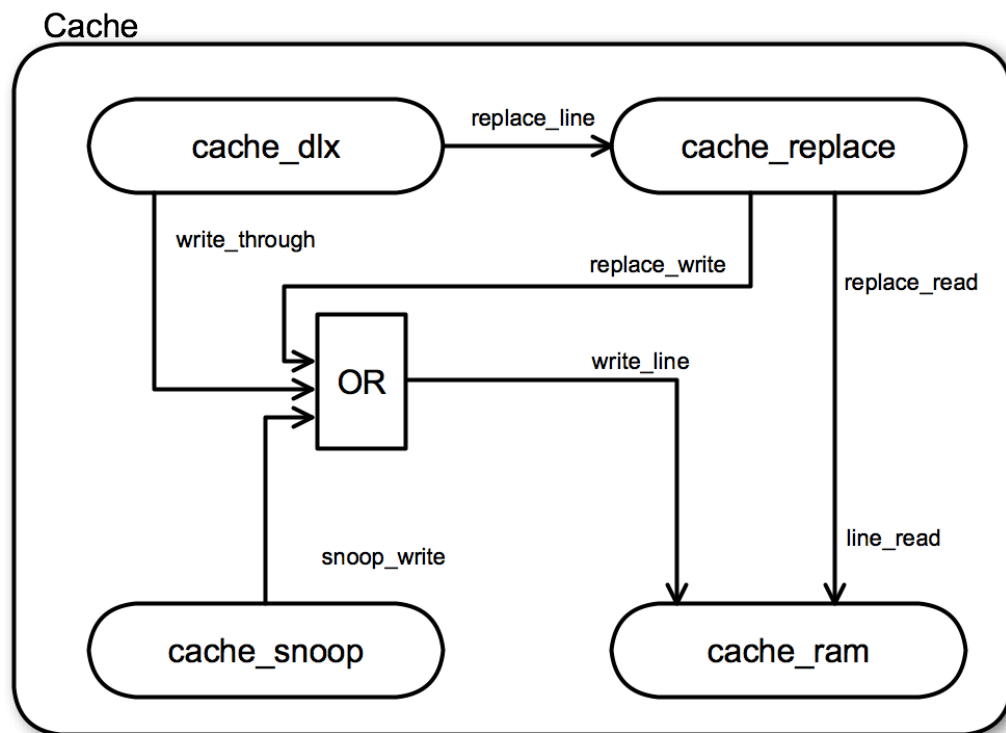 Cache
cache_dlx
replace_line
cache_replace
write_through
replace_write
replace_read
OR
write_line
snoop_write
line_read
cache_snoop
cache_ram